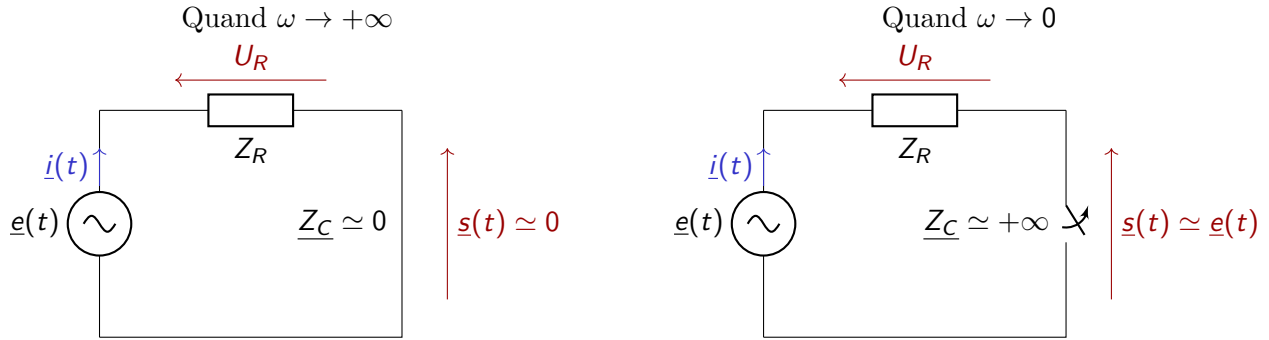 Quand ω → +∞
U_R
Z_R
i(t)
e(t)
Z_C ≃ 0
s(t) ≃ 0
Quand ω → 0
U_R
Z_R
i(t)
e(t)
Z_C ≃ +∞
s(t) ≃ e(t)